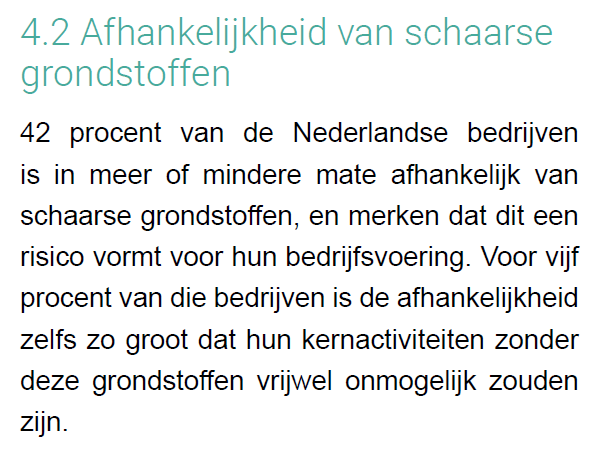 4.2 Afhankelijkheid van schaarse
grondstoffen
42 procent van de Nederlandse bedrijven
is in meer of mindere mate afhankelijk van
schaarse grondstoffen, en merken dat dit een
risico vormt voor hun bedrijfsvoering. Voor vijf
procent van die bedrijven is de afhankelijkheid
zelfs zo groot dat hun kernactiviteiten zonder
deze grondstoffen vrijwel onmogelijk zouden
zijn.